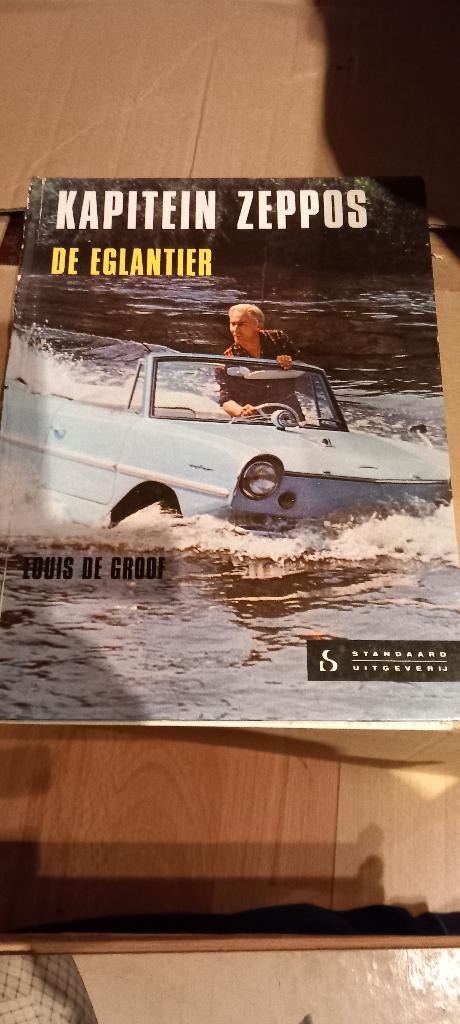 KAPITEIN ZEPPOS
DE EGLANTIER
LOUIS DE GROOF
S STANDAARD
UITGEVERIJ